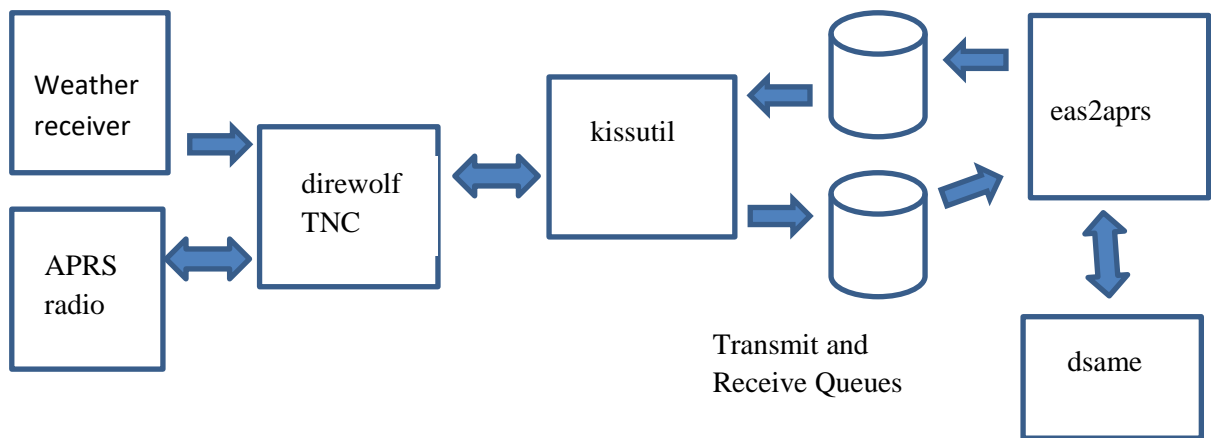 Weather
receiver
APRS
radio
direwolf
TNC
kissutil
Transmit and
Receive Queues
eas2aprs
dsame